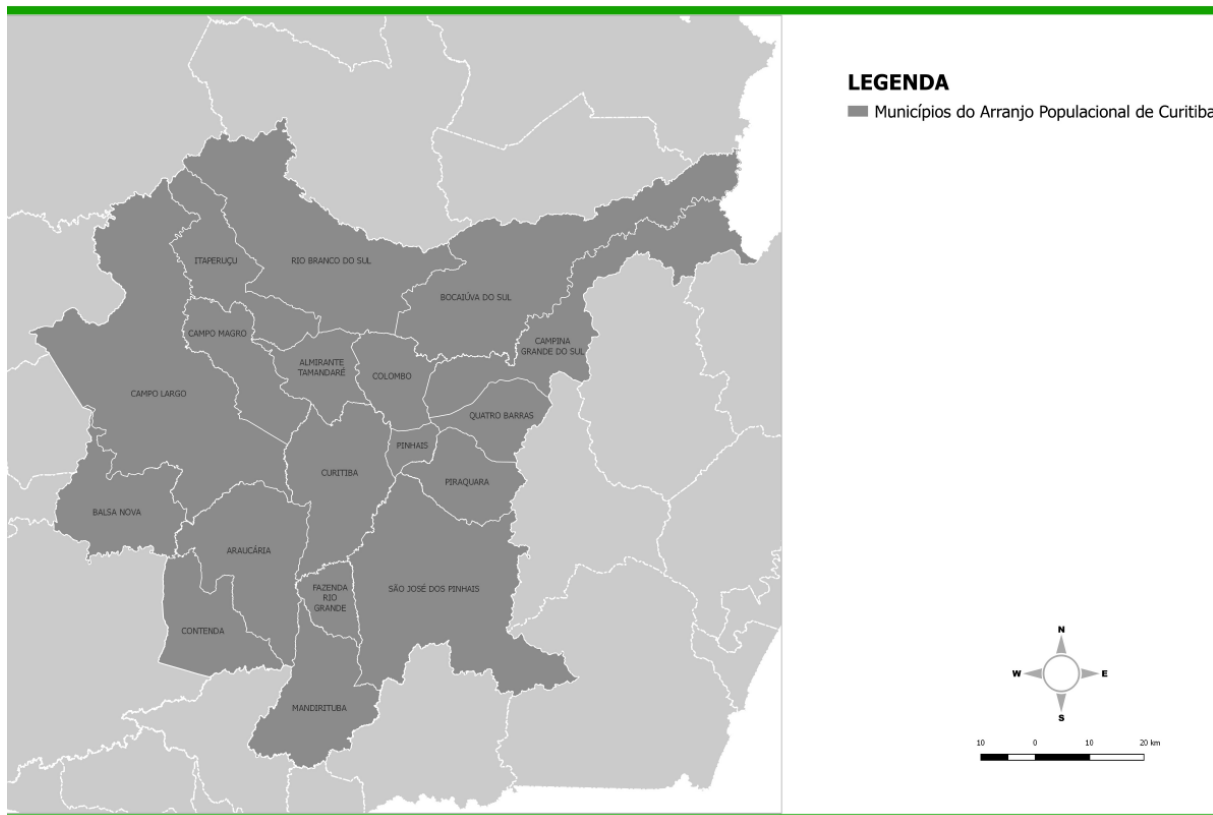 LEGENDA
Municípios do Arranjo Populacional de Curitiba
ITAPERUÇU
RIO BRANCO DO SUL
BOCAIÚVA DO SUL
CAMPO MAGRO
CAMPINA
GRANDE DO SUL
ALMIRANTE
TAMANDARÉ
COLOMBO
CAMPO LARGO
QUATRO BARRAS
PINHAIS
CURITIBA
PIRAQUARA
BALSA NOVA
ARAUCÁRIA
FAZENDA
RIO
GRANDE
SÃO JOSÉ DOS PINHAIS
CONTENDA
MANDIRITUBA
N
W
E
S
10 0 10 20 km